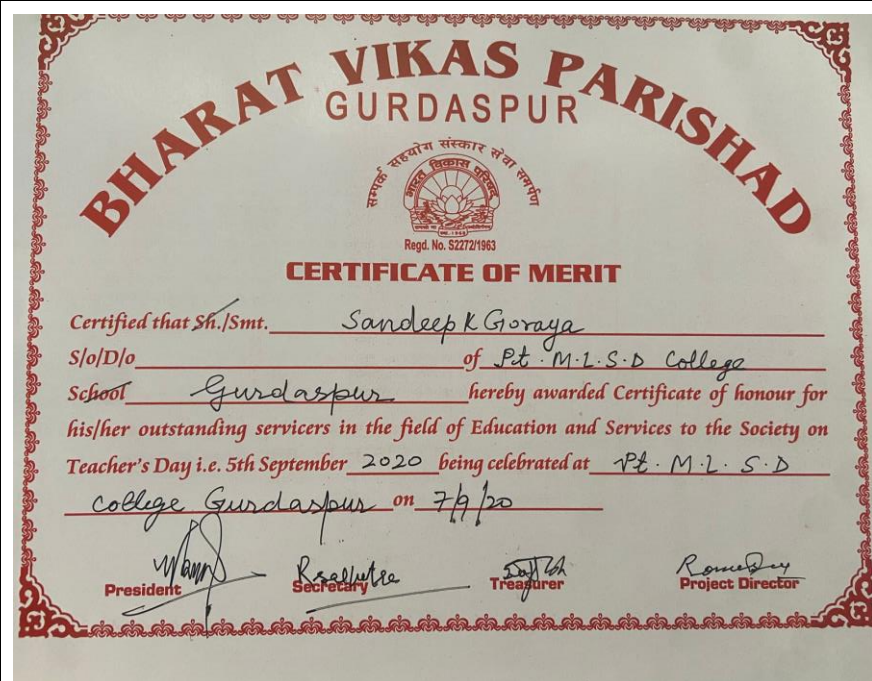 BHARAT VIKAS PARISHAD
GURDASPUR
सम्पर्क सहयोग संस्कार सेवा समर्पण
भारत विकास परिषद्
Regd. No. S2272/1963
CERTIFICATE OF MERIT
Certified that Sh./Smt. Sandeep K Goraya
S/o/D/o of Pt. M.L.S.D College
School Gurdaspur hereby awarded Certificate of honour for
his/her outstanding servicers in the field of Education and Services to the Society on
Teacher's Day i.e. 5th September 2020 being celebrated at Pt. M.L.S.D
College Gurdaspur on 7/9/20
President Secretary Treasurer Project Director